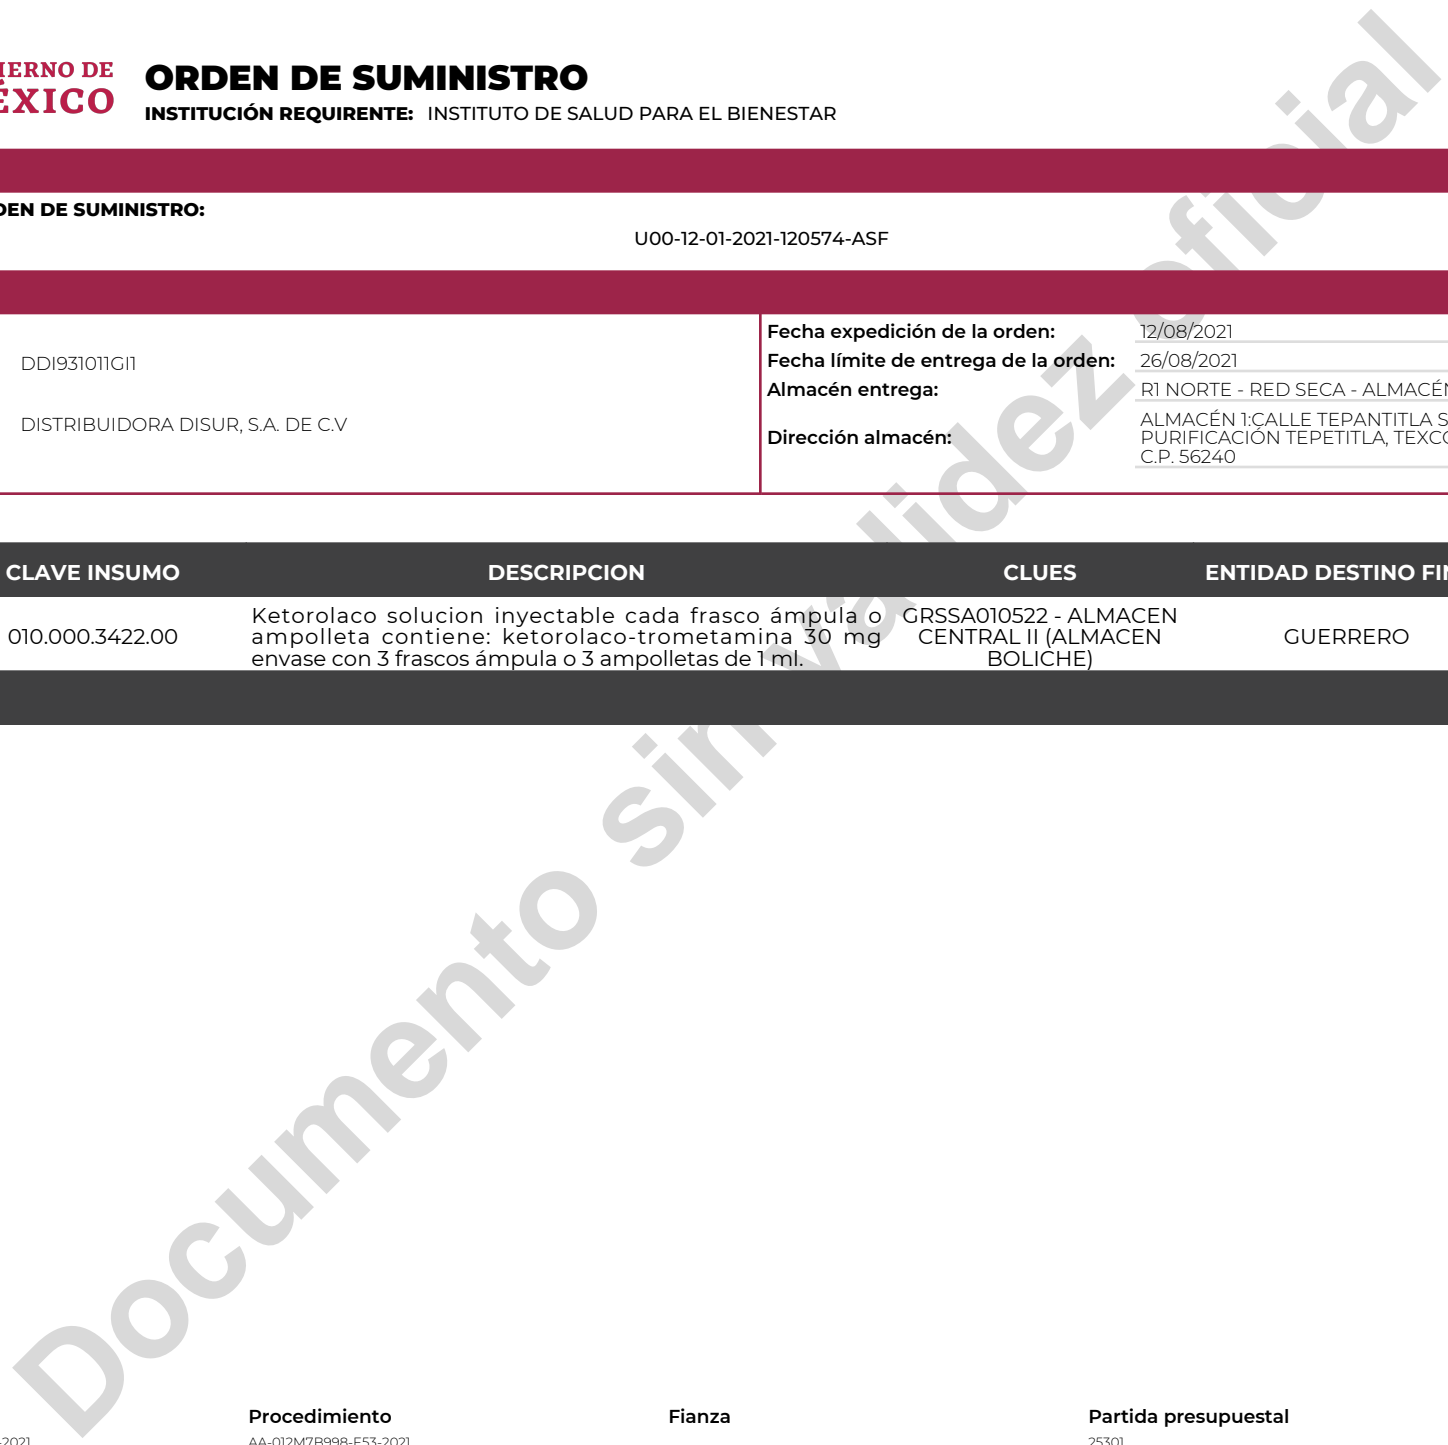 IERNO DE
ÉXICO
ORDEN DE SUMINISTRO
INSTITUCIÓN REQUIRENTE: INSTITUTO DE SALUD PARA EL BIENESTAR
DEN DE SUMINISTRO:
U00-12-01-2021-120574-ASF
DDI931011GI1
DISTRIBUIDORA DISUR, S.A. DE C.V
Fecha expedición de la orden: 12/08/2021
Fecha límite de entrega de la orden: 26/08/2021
Almacén entrega: R1 NORTE - RED SECA - ALMACÉN
Dirección almacén:
ALMACÉN 1:CALLE TEPANTITLA S
PURIFICACIÓN TEPETITLA, TEXCO
C.P. 56240
CLAVE INSUMO DESCRIPCION CLUES ENTIDAD DESTINO FIN
010.000.3422.00
Ketorolaco solucion inyectable cada frasco ámpula o
ampolleta contiene: ketorolaco-trometamina 30 mg
envase con 3 frascos ámpula o 3 ampolletas de 1 ml.
GRSSA010522 - ALMACEN
CENTRAL II (ALMACEN
BOLICHE)
GUERRERO
Documento sin validez oficial
Procedimiento Fianza Partida presupuestal
-2021 AA-012M7B998-E53-2021 25301